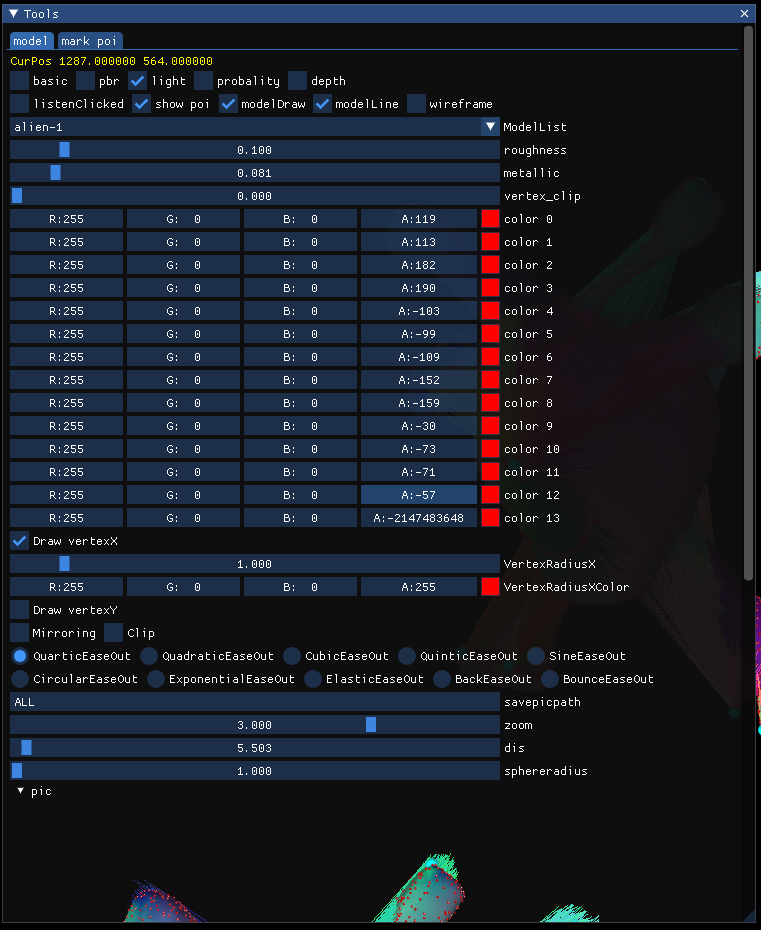 Tools
model mark poi
CurPos 1287.000000 564.000000
basic pbr light probality depth
listenClicked show poi modelDraw modelLine wireframe
alien-1 ModelList
0.100 roughness
0.081 metallic
0.000 vertex_clip
R:255 G: 0 B: 0 A:119 color 0
R:255 G: 0 B: 0 A:113 color 1
R:255 G: 0 B: 0 A:182 color 2
R:255 G: 0 B: 0 A:190 color 3
R:255 G: 0 B: 0 A:-103 color 4
R:255 G: 0 B: 0 A:-99 color 5
R:255 G: 0 B: 0 A:-109 color 6
R:255 G: 0 B: 0 A:-152 color 7
R:255 G: 0 B: 0 A:-159 color 8
R:255 G: 0 B: 0 A:-30 color 9
R:255 G: 0 B: 0 A:-73 color 10
R:255 G: 0 B: 0 A:-71 color 11
R:255 G: 0 B: 0 A:-57 color 12
R:255 G: 0 B: 0 A:-2147483648 color 13
Draw vertexX
1.000 VertexRadiusX
R:255 G: 0 B: 0 A:255 VertexRadiusXColor
Draw vertexY
Mirroring Clip
QuarticEaseOut QuadraticEaseOut CubicEaseOut QuinticEaseOut SineEaseOut
CircularEaseOut ExponentialEaseOut ElasticEaseOut BackEaseOut BounceEaseOut
ALL savepicpath
3.000 zoom
5.503 dis
1.000 sphereradius
pic